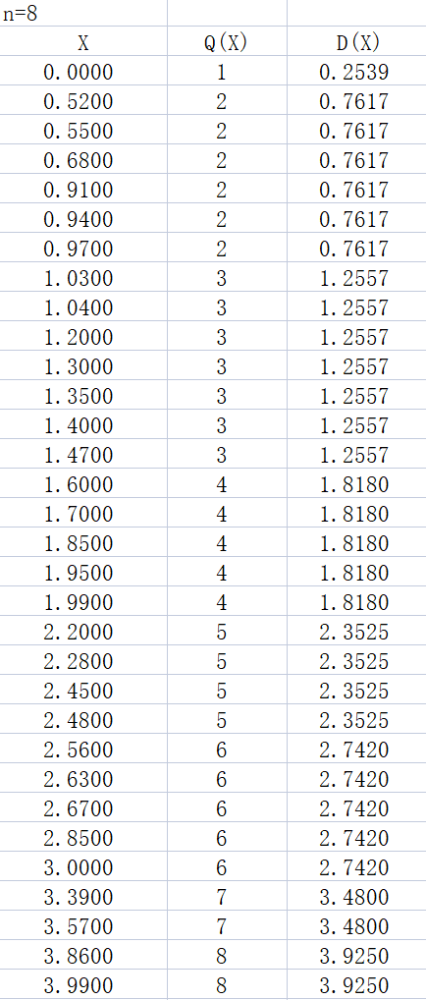 n=8
X Q(X) D(X)
0.0000 1 0.2539
0.5200 2 0.7617
0.5500 2 0.7617
0.6800 2 0.7617
0.9100 2 0.7617
0.9400 2 0.7617
0.9700 2 0.7617
1.0300 3 1.2557
1.0400 3 1.2557
1.2000 3 1.2557
1.3000 3 1.2557
1.3500 3 1.2557
1.4000 3 1.2557
1.4700 3 1.2557
1.6000 4 1.8180
1.7000 4 1.8180
1.8500 4 1.8180
1.9500 4 1.8180
1.9900 4 1.8180
2.2000 5 2.3525
2.2800 5 2.3525
2.4500 5 2.3525
2.4800 5 2.3525
2.5600 6 2.7420
2.6300 6 2.7420
2.6700 6 2.7420
2.8500 6 2.7420
3.0000 6 2.7420
3.3900 7 3.4800
3.5700 7 3.4800
3.8600 8 3.9250
3.9900 8 3.9250